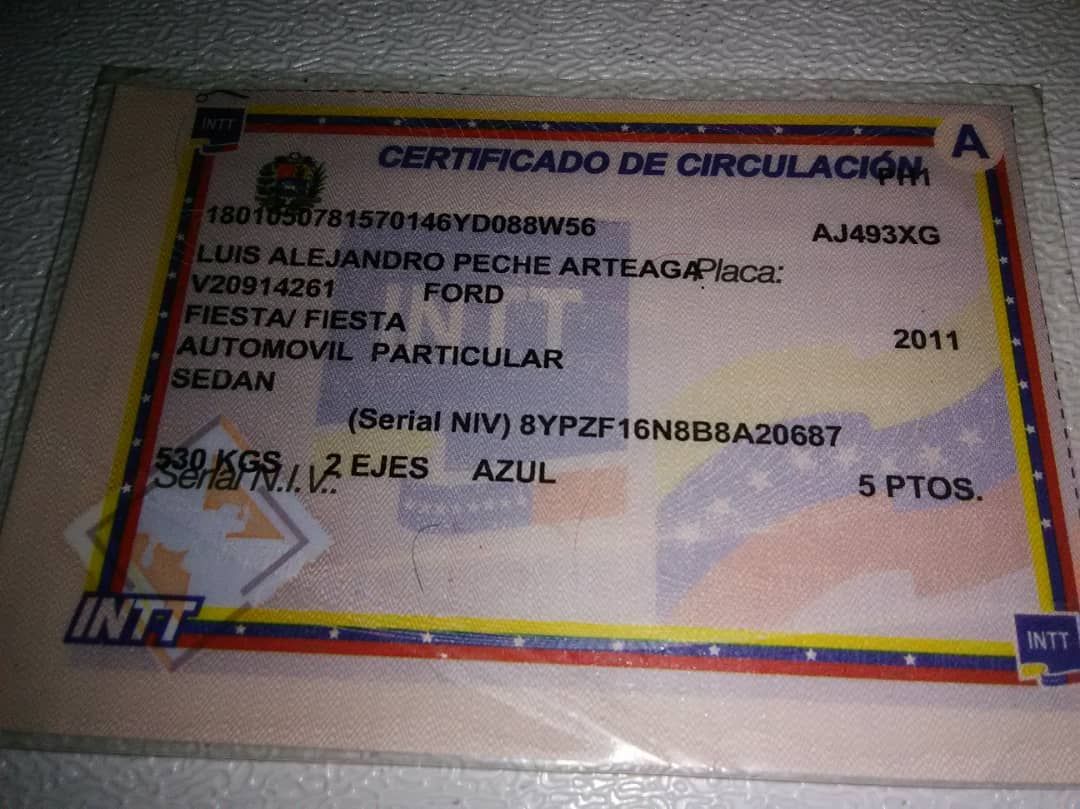 INTT
A
CERTIFICADO DE CIRCULACIÓN
1801050781570146YD088W56 AJ493XG
LUIS ALEJANDRO PECHE ARTEAGA Placa:
V20914261 FORD
FIESTA/ FIESTA 2011
AUTOMOVIL PARTICULAR
SEDAN
INTT
(Serial NIV) 8YPZF16N8B8A20687
530 KGS 2 EJES AZUL 5 PTOS.
Serial N.I.V.:
INTT
INTT